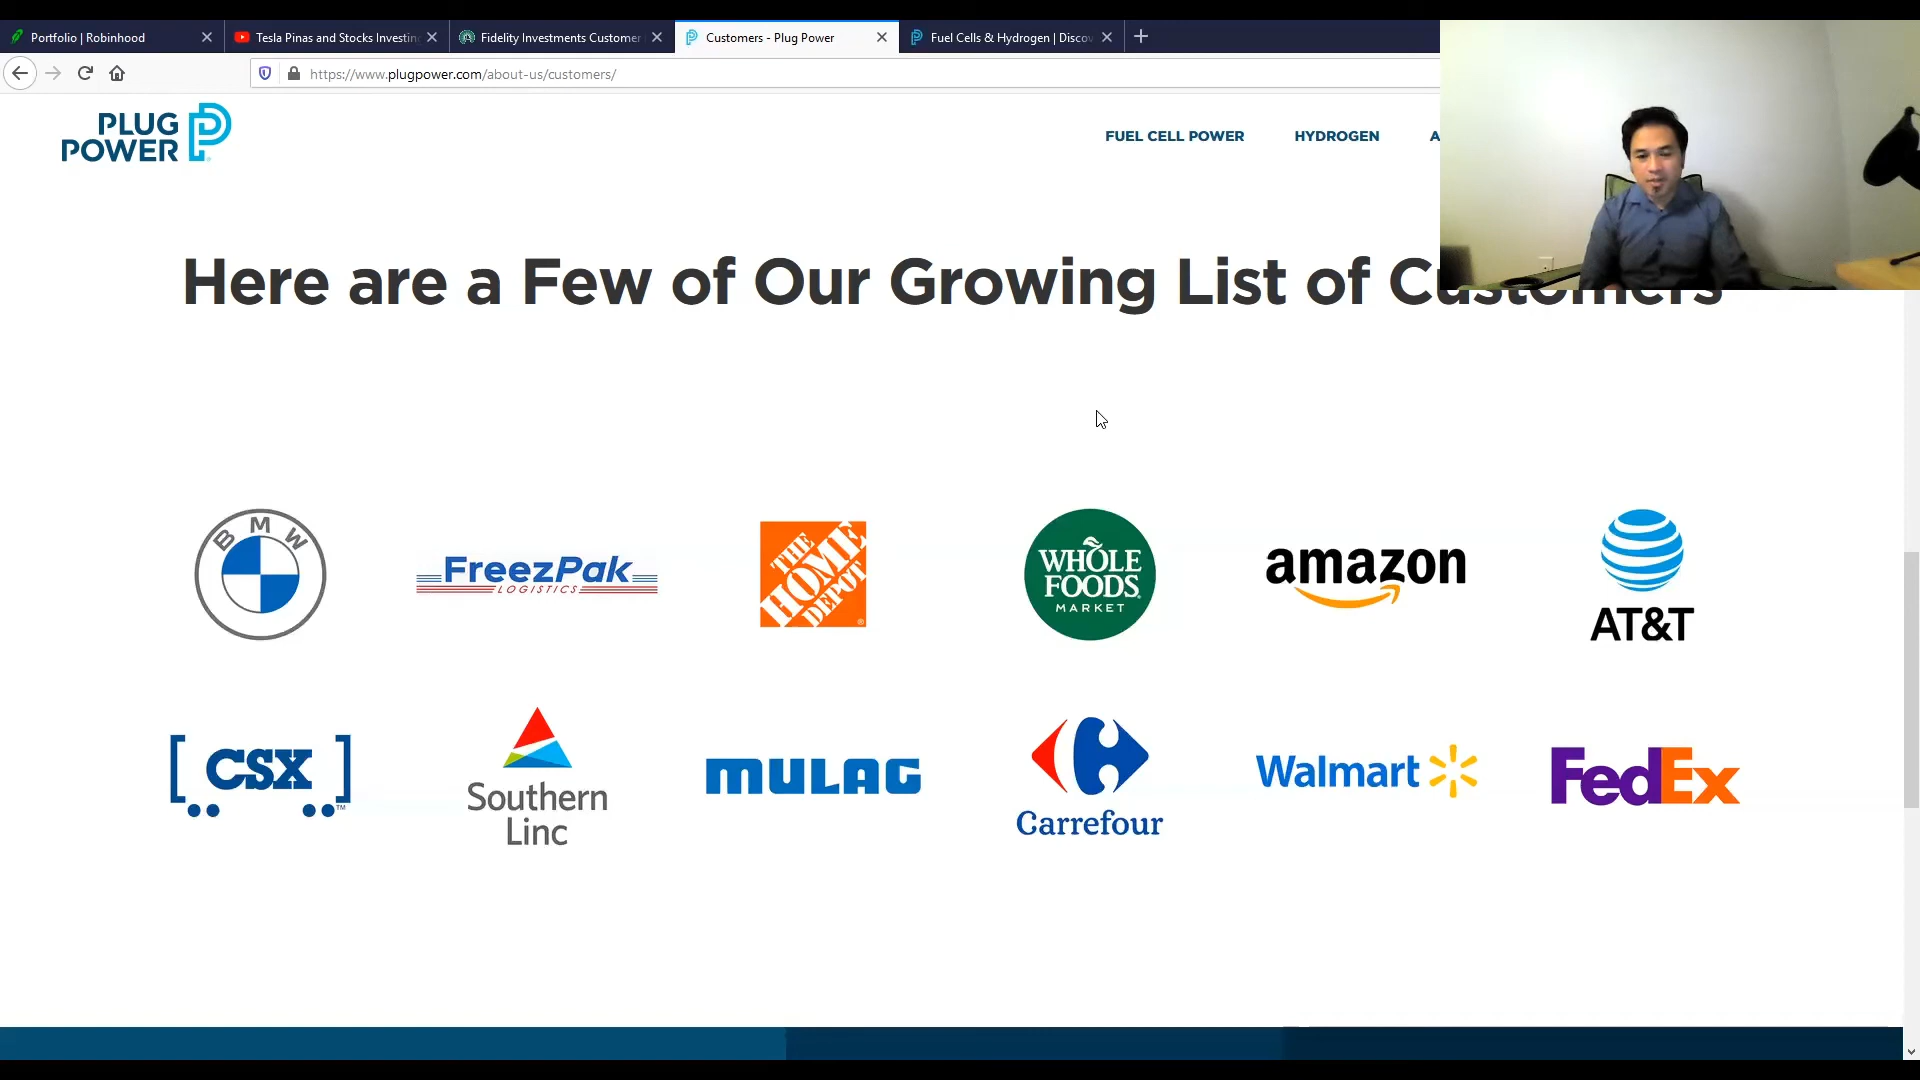 Portfolio | Robinhood
Tesla Pinas and Stocks Investin
Fidelity Investments Customer
Customers - Plug Power
Fuel Cells & Hydrogen | Disco
https://www.plugpower.com/about-us/customers/
PLUG
POWER
FUEL CELL POWER
HYDROGEN
A
Here are a Few of Our Growing List of Customers
BMW
FreezPak
LOGISTICS
THE
HOME
DEPOT
WHOLE
FOODS
MARKET
amazon
AT&T
[CSX]™
Southern
Linc
MULAG
Carrefour
Walmart
FedEx